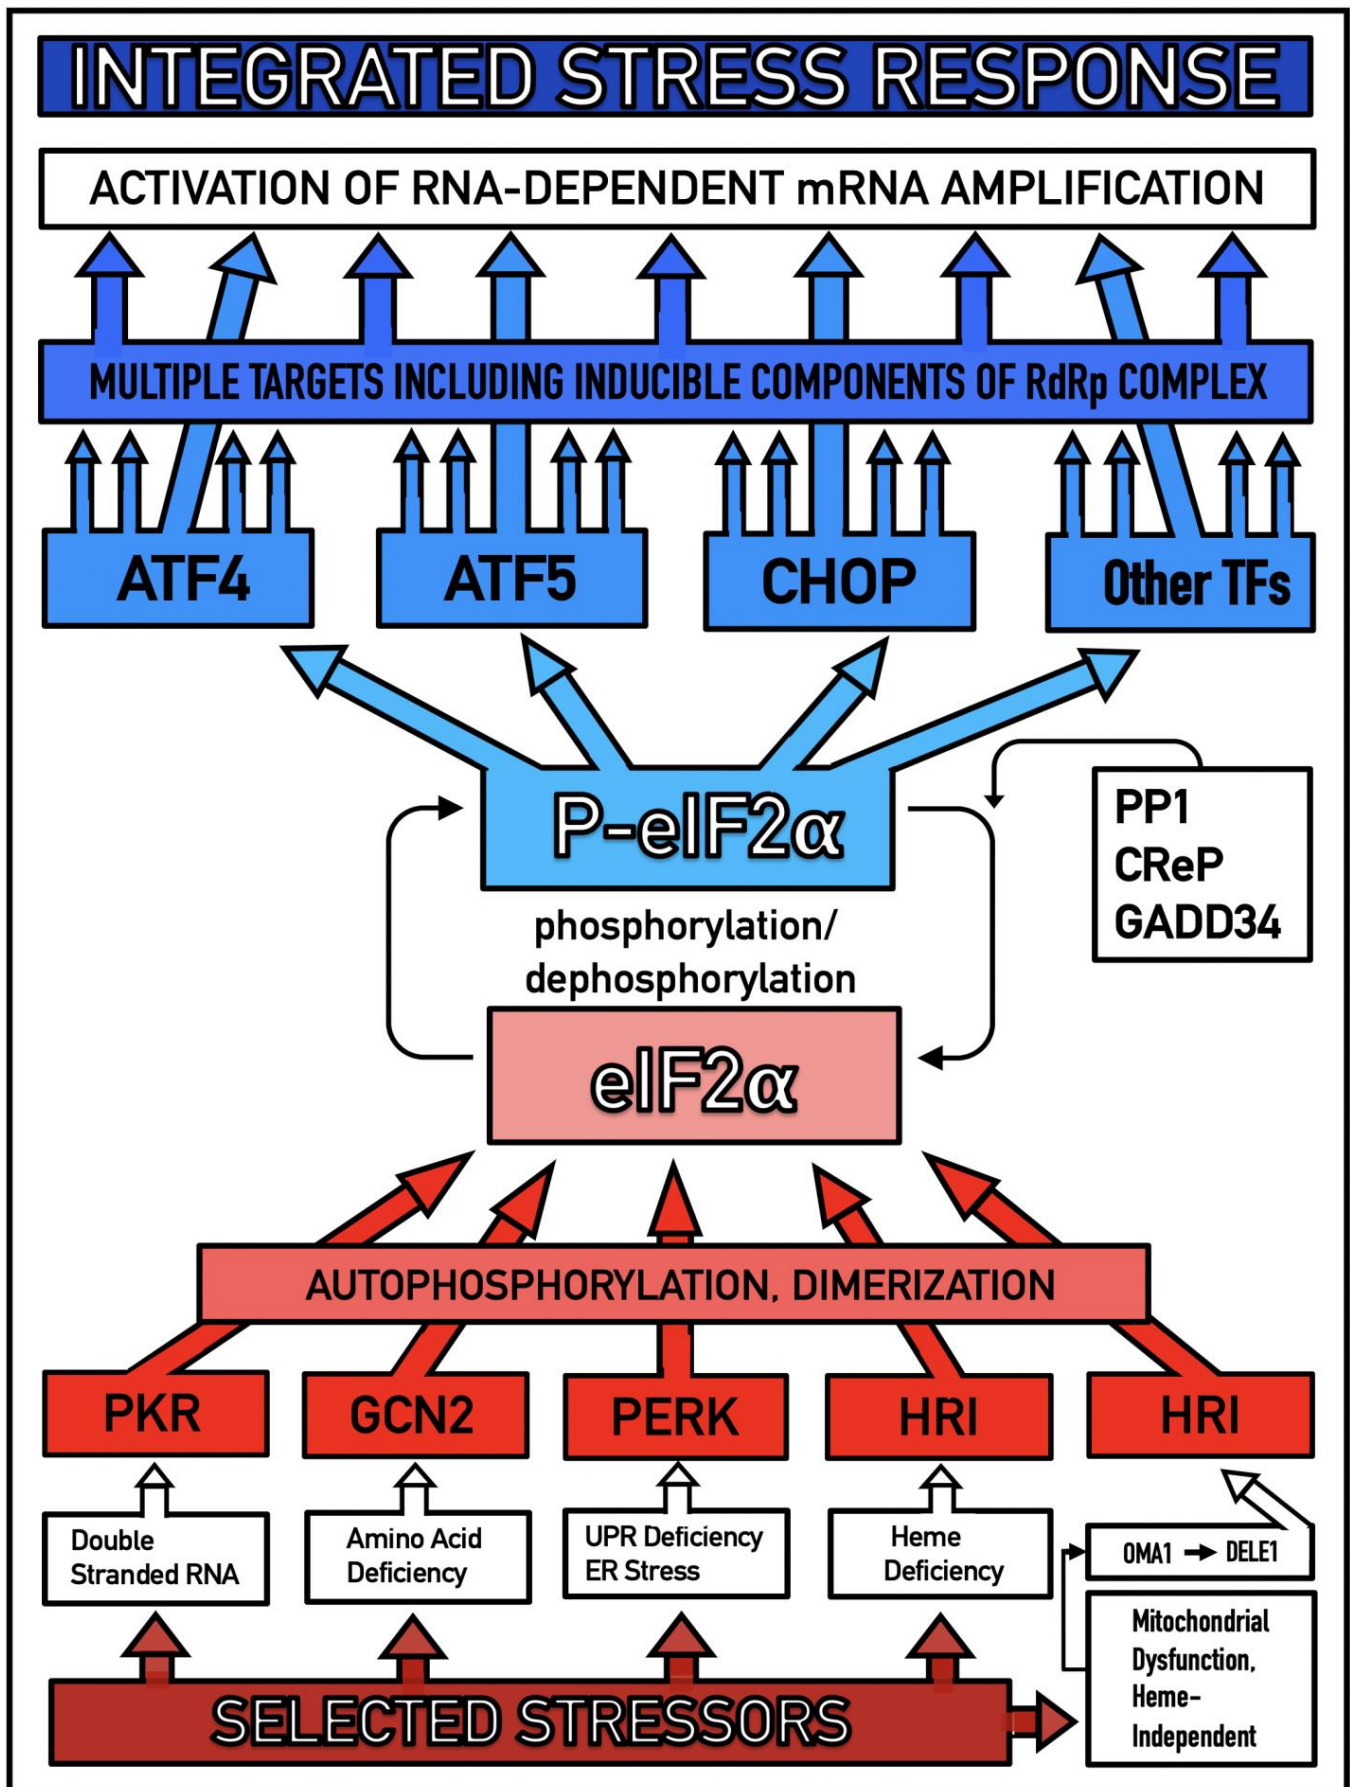 INTEGRATED STRESS RESPONSE
ACTIVATION OF RNA-DEPENDENT mRNA AMPLIFICATION
MULTIPLE TARGETS INCLUDING INDUCIBLE COMPONENTS OF RdRp COMPLEX
ATF4
ATF5
CHOP
Other TFs
P-eIF2α
PP1
CReP
GADD34
phosphorylation/
dephosphorylation
eIF2α
AUTOPHOSPHORYLATION, DIMERIZATION
PKR
GCN2
PERK
HRI
HRI
Double
Stranded RNA
Amino Acid
Deficiency
UPR Deficiency
ER Stress
Heme
Deficiency
OMA1 → DELE1
Mitochondrial
Dysfunction,
Heme-
Independent
SELECTED STRESSORS